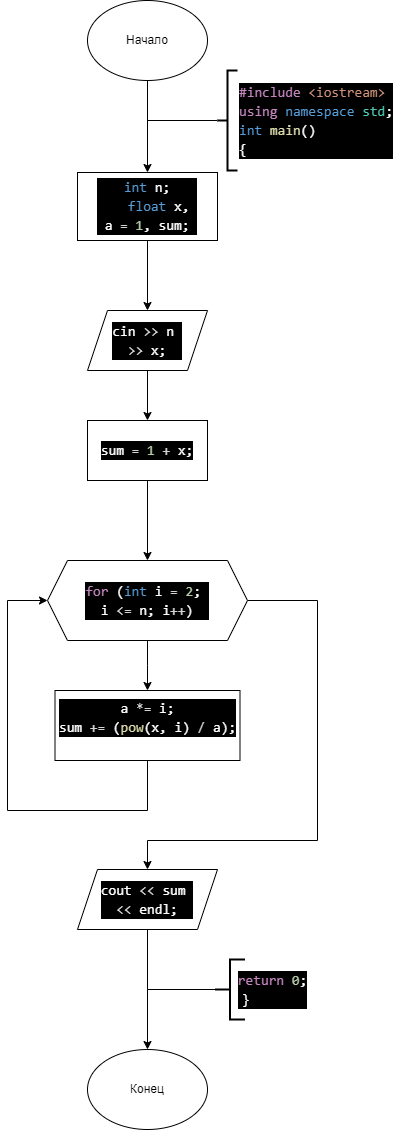 Начало
#include <iostream>
using namespace std;
int main()
{
int n;
float x,
a = 1, sum;
cin >> n
>> x;
sum = 1 + x;
for (int i = 2;
i <= n; i++)
a *= i;
sum += (pow(x, i) / a);
cout << sum
<< endl;
return 0;
}
Конец